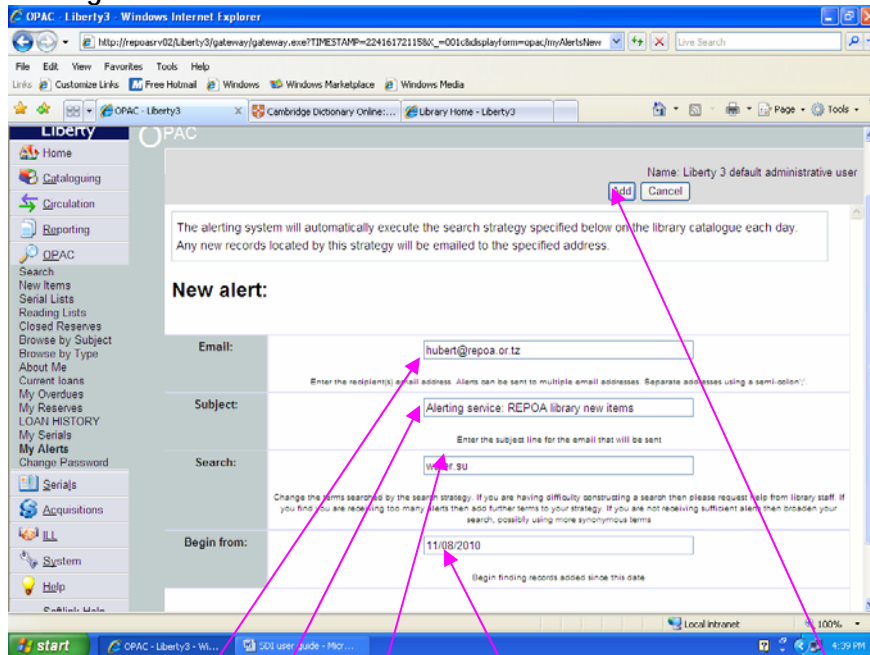 OPAC - Liberty3 - Windows Internet Explorer
http://repoasrv02/Liberty3/gateway/gateway.exe?TIMESTAMP=22416172115&X_=001c&displayform=opac/myAlertsNew
Live Search
File Edit View Favorites Tools Help
Links Customize Links Free Hotmail Windows Windows Marketplace Windows Media
OPAC - Liberty3 Cambridge Dictionary Online:... Library Home - Liberty3 Page Tools
Liberty
OPAC
Home
Cataloguing
Circulation
Reporting
OPAC
Search
New Items
Serial Lists
Reading Lists
Closed Reserves
Browse by Subject
Browse by Type
About Me
Current loans
My Overdues
My Reserves
LOAN HISTORY
My Serials
My Alerts
Change Password
Serials
Acquisitions
ILL
System
Help
Softlink Help
Name: Liberty 3 default administrative user
Add Cancel
The alerting system will automatically execute the search strategy specified below on the library catalogue each day.
Any new records located by this strategy will be emailed to the specified address.
New alert:
Email:
hubert@repoa.or.tz
Enter the recipient(s) email address. Alerts can be sent to multiple email addresses. Separate addresses using a semi-colon';'.
Subject:
Alerting service: REPOA library new items
Enter the subject line for the email that will be sent
Search:
water.su
Change the terms searched by the search strategy. If you are having difficulty constructing a search then please request help from library staff. If
you find you are receiving too many alerts then add further terms to your strategy. If you are not receiving sufficient alerts then broaden your
search, possibly using more synonymous terms
Begin from:
11/08/2010
Begin finding records added since this date
Local intranet 100%
start OPAC - Liberty3 - Wi... SDI user guide - Micr... 4:39 PM